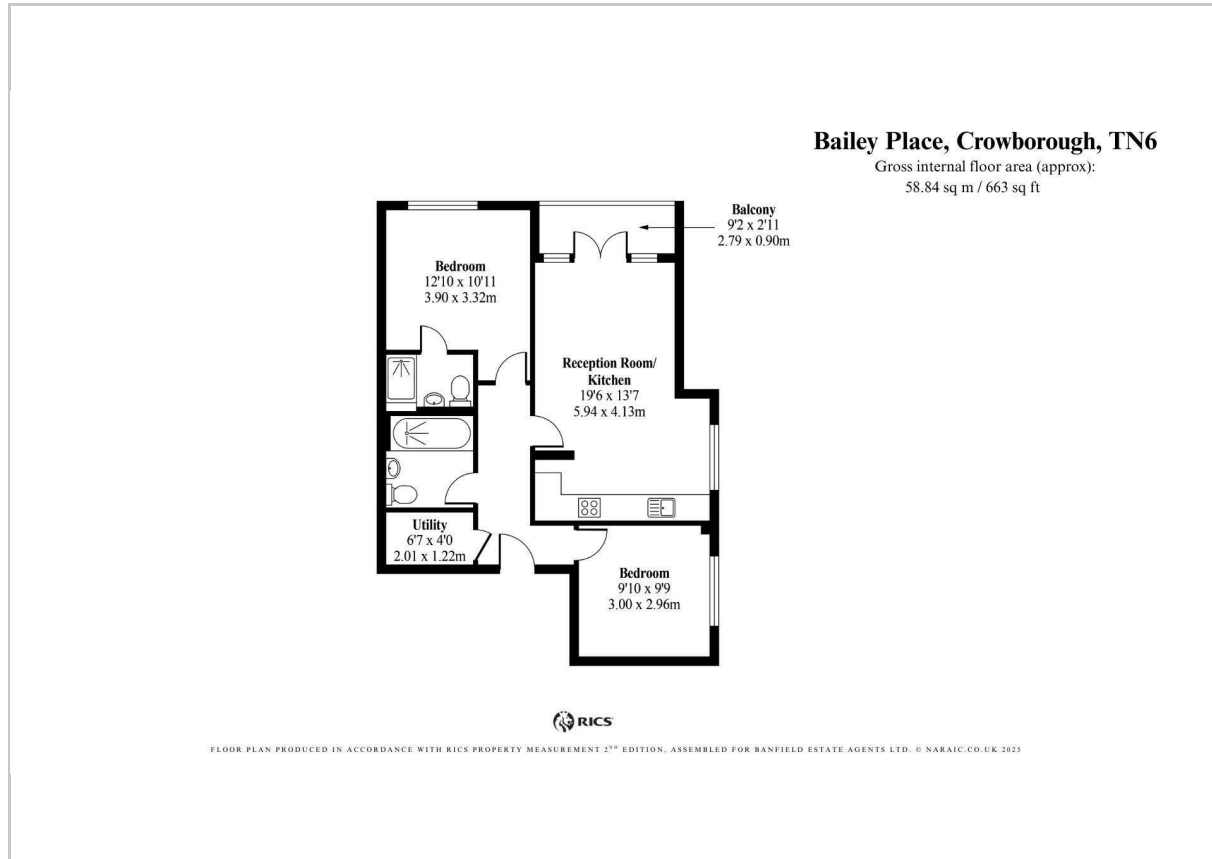 Bailey Place, Crowborough, TN6
Gross internal floor area (approx):
58.84 sq m / 663 sq ft
Balcony
9'2 x 2'11
2.79 x 0.90m
Bedroom
12'10 x 10'11
3.90 x 3.32m
Reception Room/
Kitchen
19'6 x 13'7
5.94 x 4.13m
Utility
6'7 x 4'0
2.01 x 1.22m
Bedroom
9'10 x 9'9
3.00 x 2.96m
RICS
FLOOR PLAN PRODUCED IN ACCORDANCE WITH RICS PROPERTY MEASUREMENT 2ND EDITION, ASSEMBLED FOR BANFIELD ESTATE AGENTS LTD. © NARAIC.CO.UK 2025